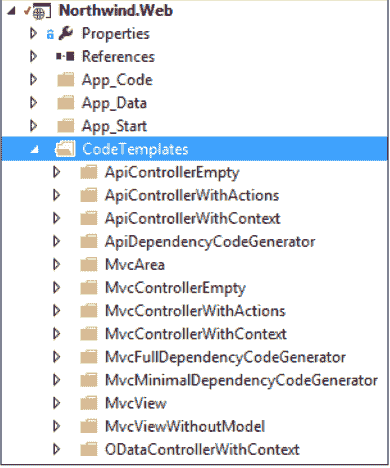 Northwind.Web
Properties
References
App_Code
App_Data
App_Start
CodeTemplates
ApiControllerEmpty
ApiControllerWithActions
ApiControllerWithContext
ApiDependencyCodeGenerator
MvcArea
MvcControllerEmpty
MvcControllerWithActions
MvcControllerWithContext
MvcFullDependencyCodeGenerator
MvcMinimalDependencyCodeGenerator
MvcView
MvcViewWithoutModel
ODataControllerWithContext